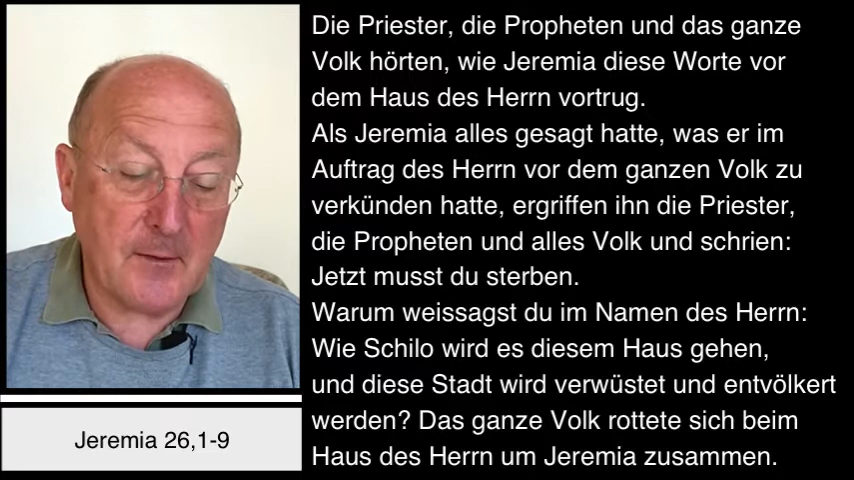 Die Priester, die Propheten und das ganze
Volk hörten, wie Jeremia diese Worte vor
dem Haus des Herrn vortrug.
Als Jeremia alles gesagt hatte, was er im
Auftrag des Herrn vor dem ganzen Volk zu
verkünden hatte, ergriffen ihn die Priester,
die Propheten und alles Volk und schrien:
Jetzt musst du sterben.
Warum weissagst du im Namen des Herrn:
Wie Schilo wird es diesem Haus gehen,
und diese Stadt wird verwüstet und entvölkert
werden? Das ganze Volk rottete sich beim
Haus des Herrn um Jeremia zusammen.
Jeremia 26,1-9